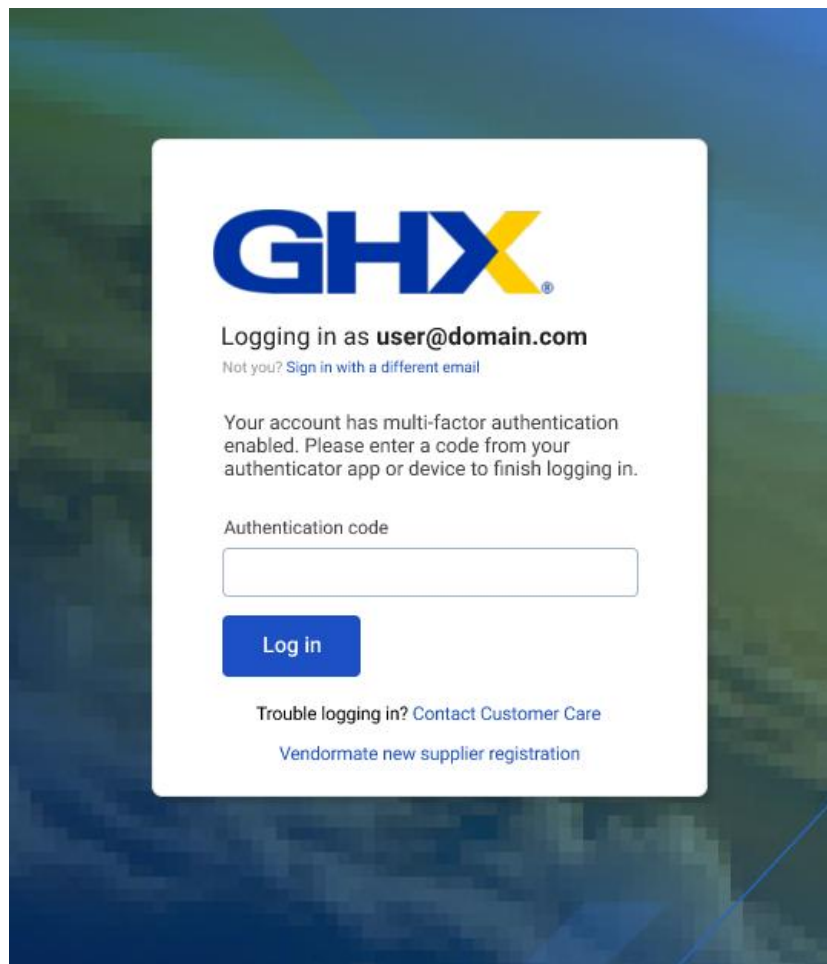 GHX®
Logging in as user@domain.com
Not you? Sign in with a different email
Your account has multi-factor authentication
enabled. Please enter a code from your
authenticator app or device to finish logging in.
Authentication code
Log in
Trouble logging in? Contact Customer Care
Vendormate new supplier registration